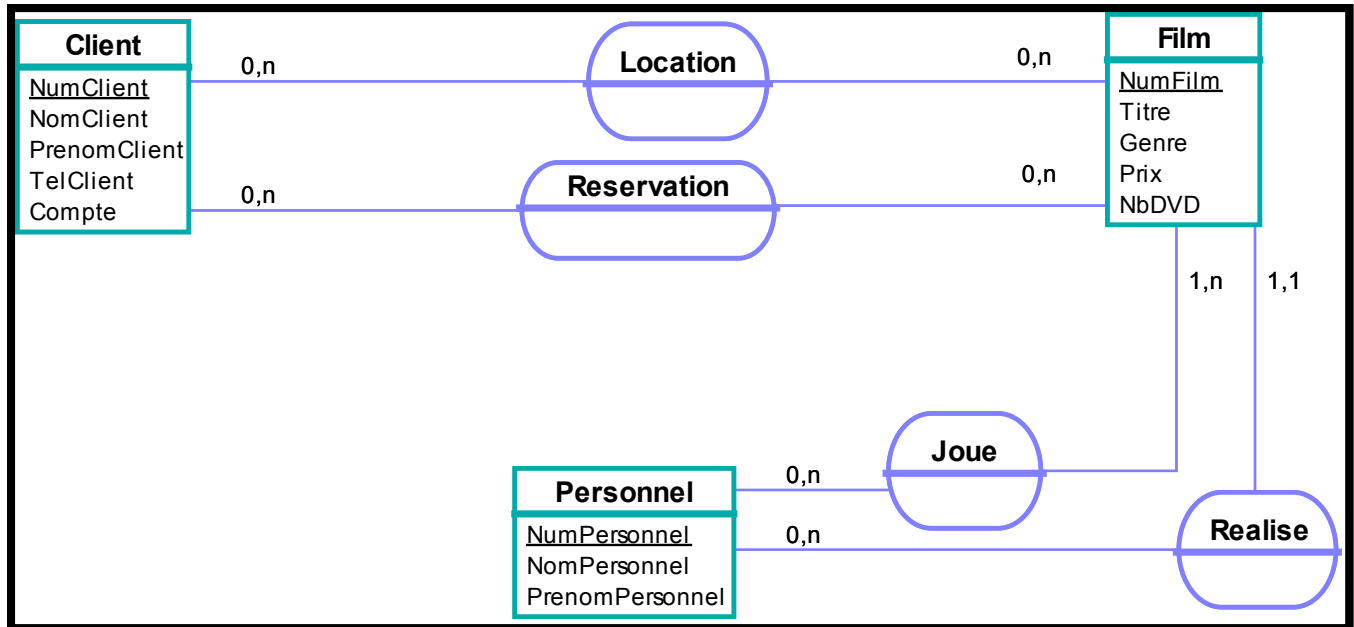 Client
NumClient
NomClient
PrenomClient
TelClient
Compte
0,n
Location
0,n
0,n
Reservation
0,n
Film
NumFilm
Titre
Genre
Prix
NbDVD
1,n
1,1
Joue
0,n
Personnel
NumPersonnel
NomPersonnel
PrenomPersonnel
0,n
Realise